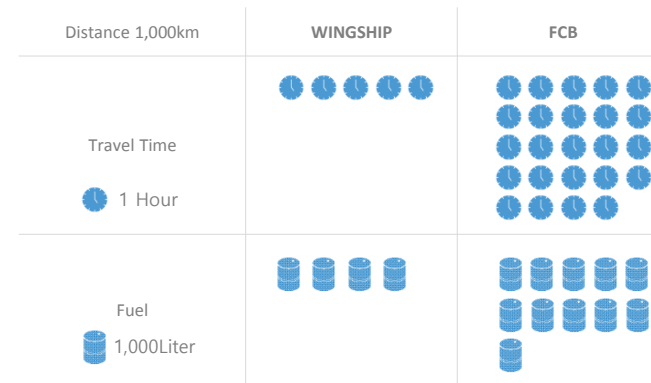 Distance 1,000km WINGSHIP FCB
Travel Time
1 Hour
Fuel
1,000Liter